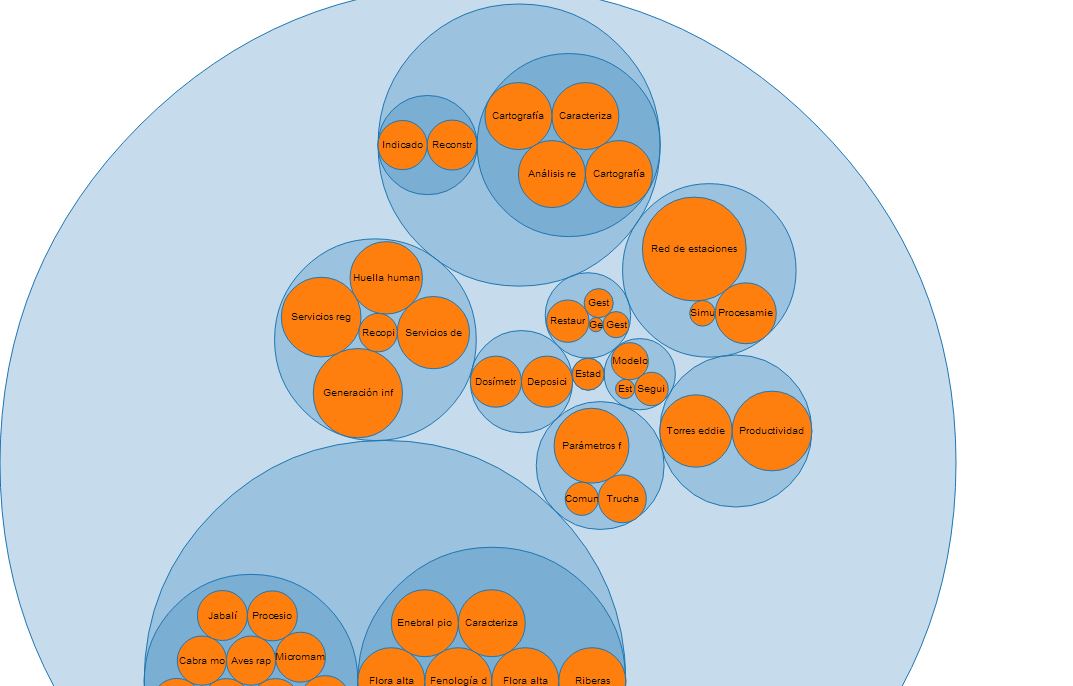 Cartografía
Caracteriza
Indicado
Reconstr
Análisis re
Cartografía
Red de estaciones
Huella human
Gest
Simu
Procesamie
Servicios reg
Restaur
Ge
Gest
Recopi
Servicios de
Modelo
Estad
Dosímetr
Deposici
Est
Segui
Generación inf
Torres eddie
Productividad
Parámetros f
Comun
Trucha
Jabalí
Procesio
Enebral pio
Caracteriza
Cabra mo
Aves rap
Micromam
Flora alta
Fenología d
Flora alta
Riberas